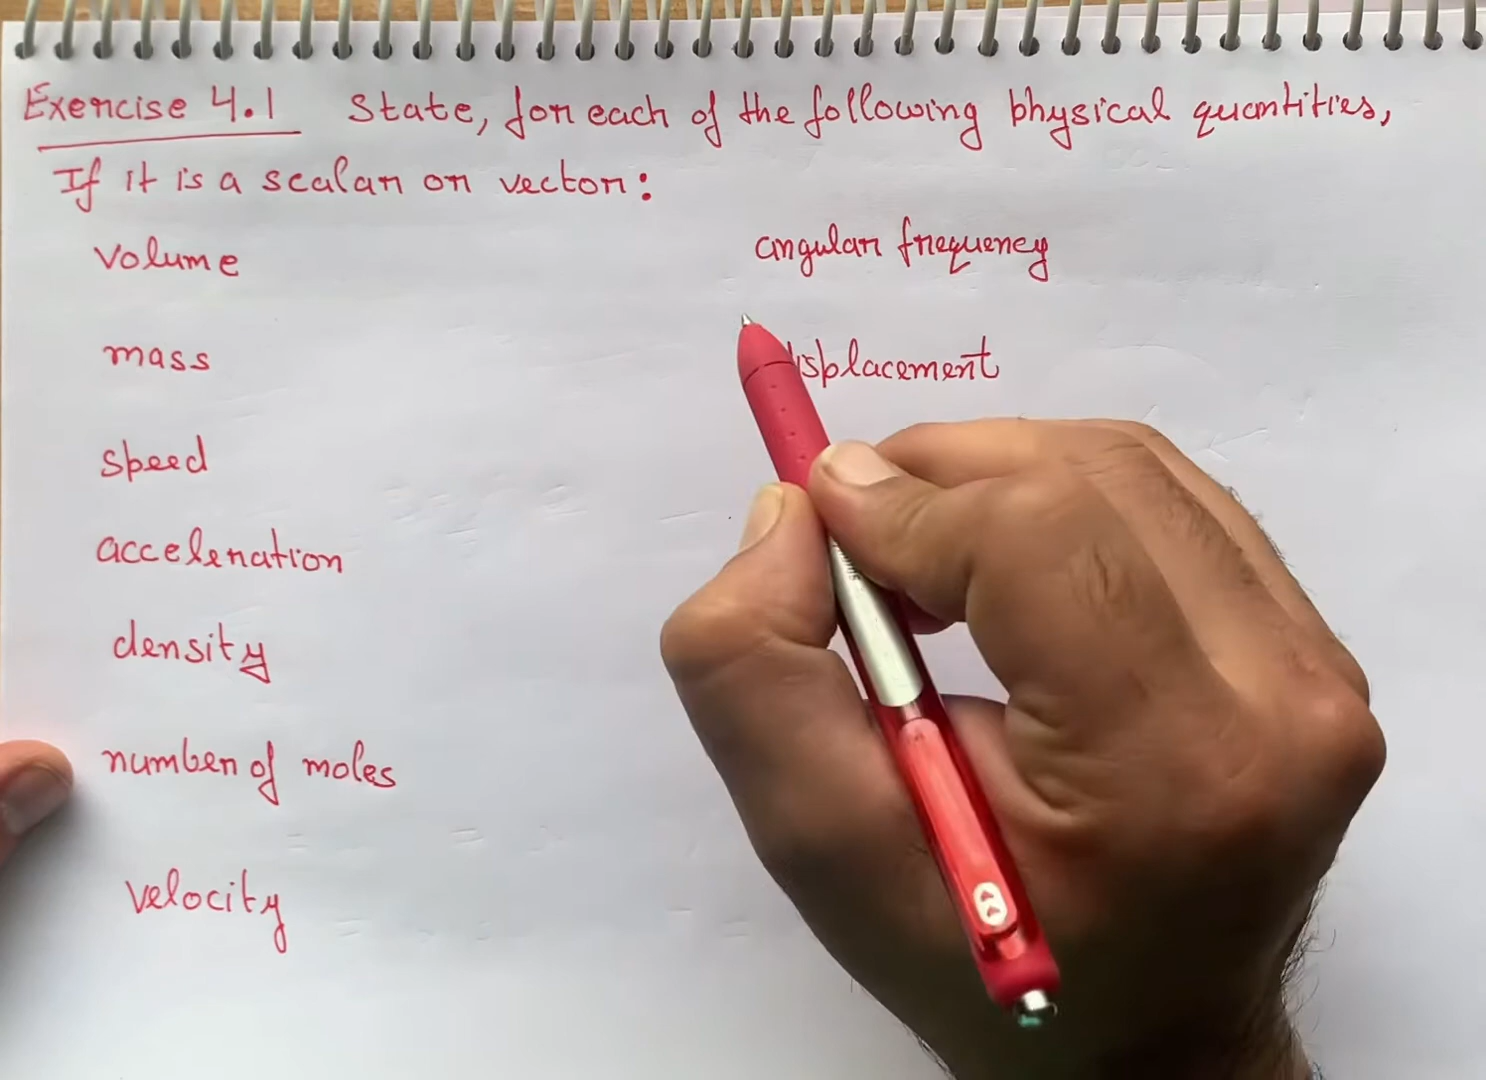 Exercise 4.1 State, for each of the following physical quantities,
If it is a scalar or vector:
volume
mass
speed
acceleration
density
number of moles
velocity
angular frequency
displacement